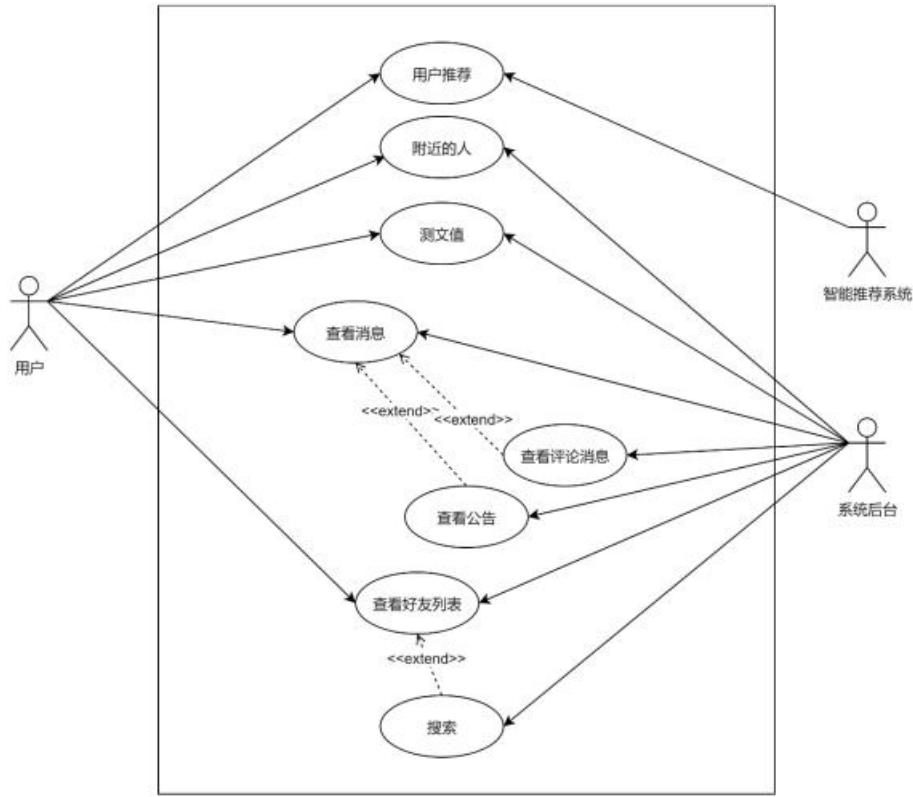 用户推荐
附近的人
测文值
智能推荐系统
查看消息
用户
<<extend>
<<extend>>
查看评论消息
系统后台
查看公告
查看好友列表
<<extend>>
搜索